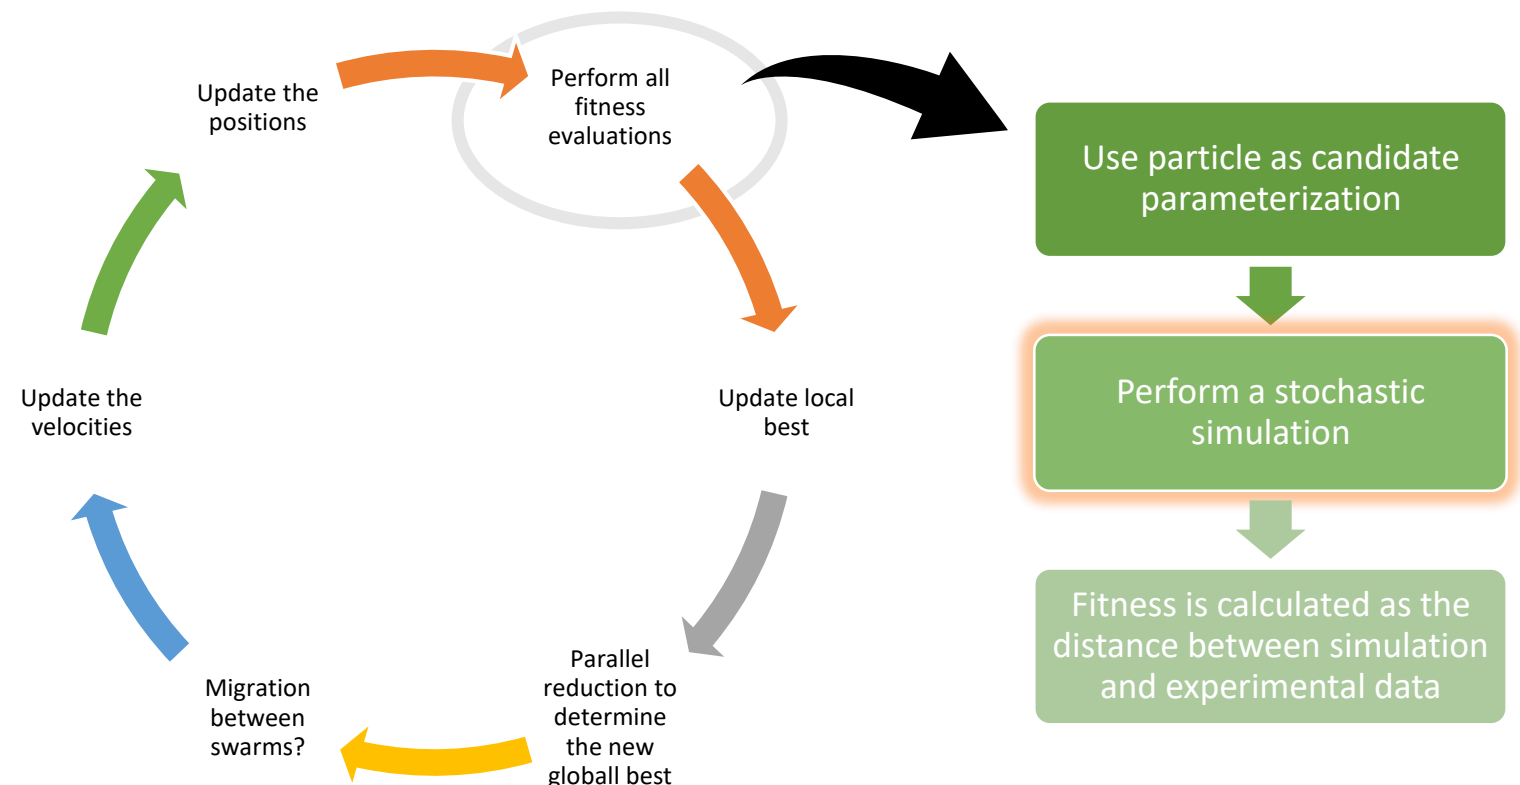 Perform all
fitness
evaluations
Update local
best
Parallel
reduction to
determine
the new
globall best
Migration
between
swarms?
Update the
velocities
Update the
positions
Use particle as candidate
parameterization
Perform a stochastic
simulation
Fitness is calculated as the
distance between simulation
and experimental data